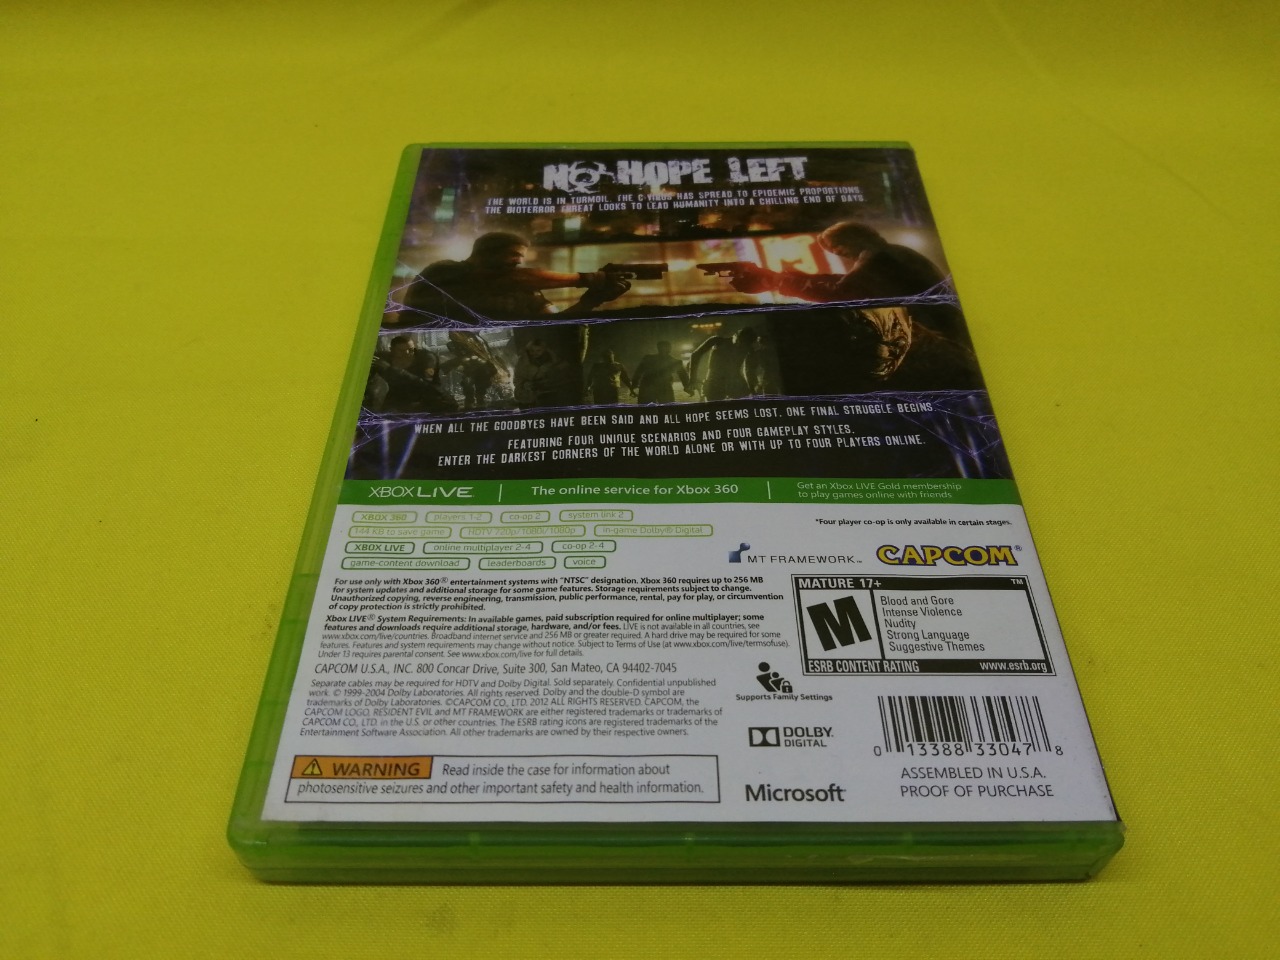 NO HOPE LEFT
THE WORLD IS IN TURMOIL. THE C-VIRUS HAS SPREAD TO EPIDEMIC PROPORTIONS.
THE BIOTERROR THREAT LOOKS TO LEAD HUMANITY INTO A CHILLING END OF DAYS.
WHEN ALL THE GOODBYES HAVE BEEN SAID AND ALL HOPE SEEMS LOST, ONE FINAL STRUGGLE BEGINS.
FEATURING FOUR UNIQUE SCENARIOS AND FOUR GAMEPLAY STYLES.
ENTER THE DARKEST CORNERS OF THE WORLD ALONE OR WITH UP TO FOUR PLAYERS ONLINE.
XBOX LIVE | The online service for Xbox 360 | Get an Xbox LIVE Gold membership
to play games online with friends
XBOX 360 players 1-2 co-op 2 system link 2
144 KB to save game HDTV 720p/1080i/1080p in-game Dolby® Digital
XBOX LIVE online multiplayer 2-4 co-op 2-4
game-content download leaderboards voice
*Four player co-op is only available in certain stages.
MT FRAMEWORK™ CAPCOM®
For use only with Xbox 360® entertainment systems with "NTSC" designation. Xbox 360 requires up to 256 MB
for system updates and additional storage for some game features. Storage requirements subject to change.
Unauthorized copying, reverse engineering, transmission, public performance, rental, pay for play, or circumvention
of copy protection is strictly prohibited.
Xbox LIVE® System Requirements: In available games, paid subscription required for online multiplayer; some
features and downloads require additional storage, hardware, and/or fees. LIVE is not available in all countries, see
www.xbox.com/live/countries. Broadband internet service and 256 MB or greater required. A hard drive may be required for some
features. Features and system requirements may change without notice. Subject to Terms of Use (at www.xbox.com/live/termsofuse).
Under 13 requires parental consent. See www.xbox.com/live for full details.
CAPCOM U.S.A., INC. 800 Concar Drive, Suite 300, San Mateo, CA 94402-7045
Separate cables may be required for HDTV and Dolby Digital. Sold separately. Confidential unpublished
work. © 1999-2004 Dolby Laboratories. All rights reserved. Dolby and the double-D symbol are
trademarks of Dolby Laboratories. ©CAPCOM CO., LTD. 2012 ALL RIGHTS RESERVED. CAPCOM, the
CAPCOM LOGO, RESIDENT EVIL and MT FRAMEWORK are either registered trademarks or trademarks of
CAPCOM CO., LTD. in the U.S. or other countries. The ESRB rating icons are registered trademarks of the
Entertainment Software Association. All other trademarks are owned by their respective owners.
WARNING Read inside the case for information about
photosensitive seizures and other important safety and health information.
MATURE 17+ ™
M
Blood and Gore
Intense Violence
Nudity
Strong Language
Suggestive Themes
ESRB CONTENT RATING www.esrb.org
Supports Family Settings
DOLBY
DIGITAL
Microsoft
0 13388 33047 8
ASSEMBLED IN U.S.A.
PROOF OF PURCHASE